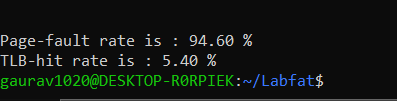 Page-fault rate is : 94.60 %
TLB-hit rate is : 5.40 %
gaurav1020@DESKTOP-R0RPIEK:~/Labfat$